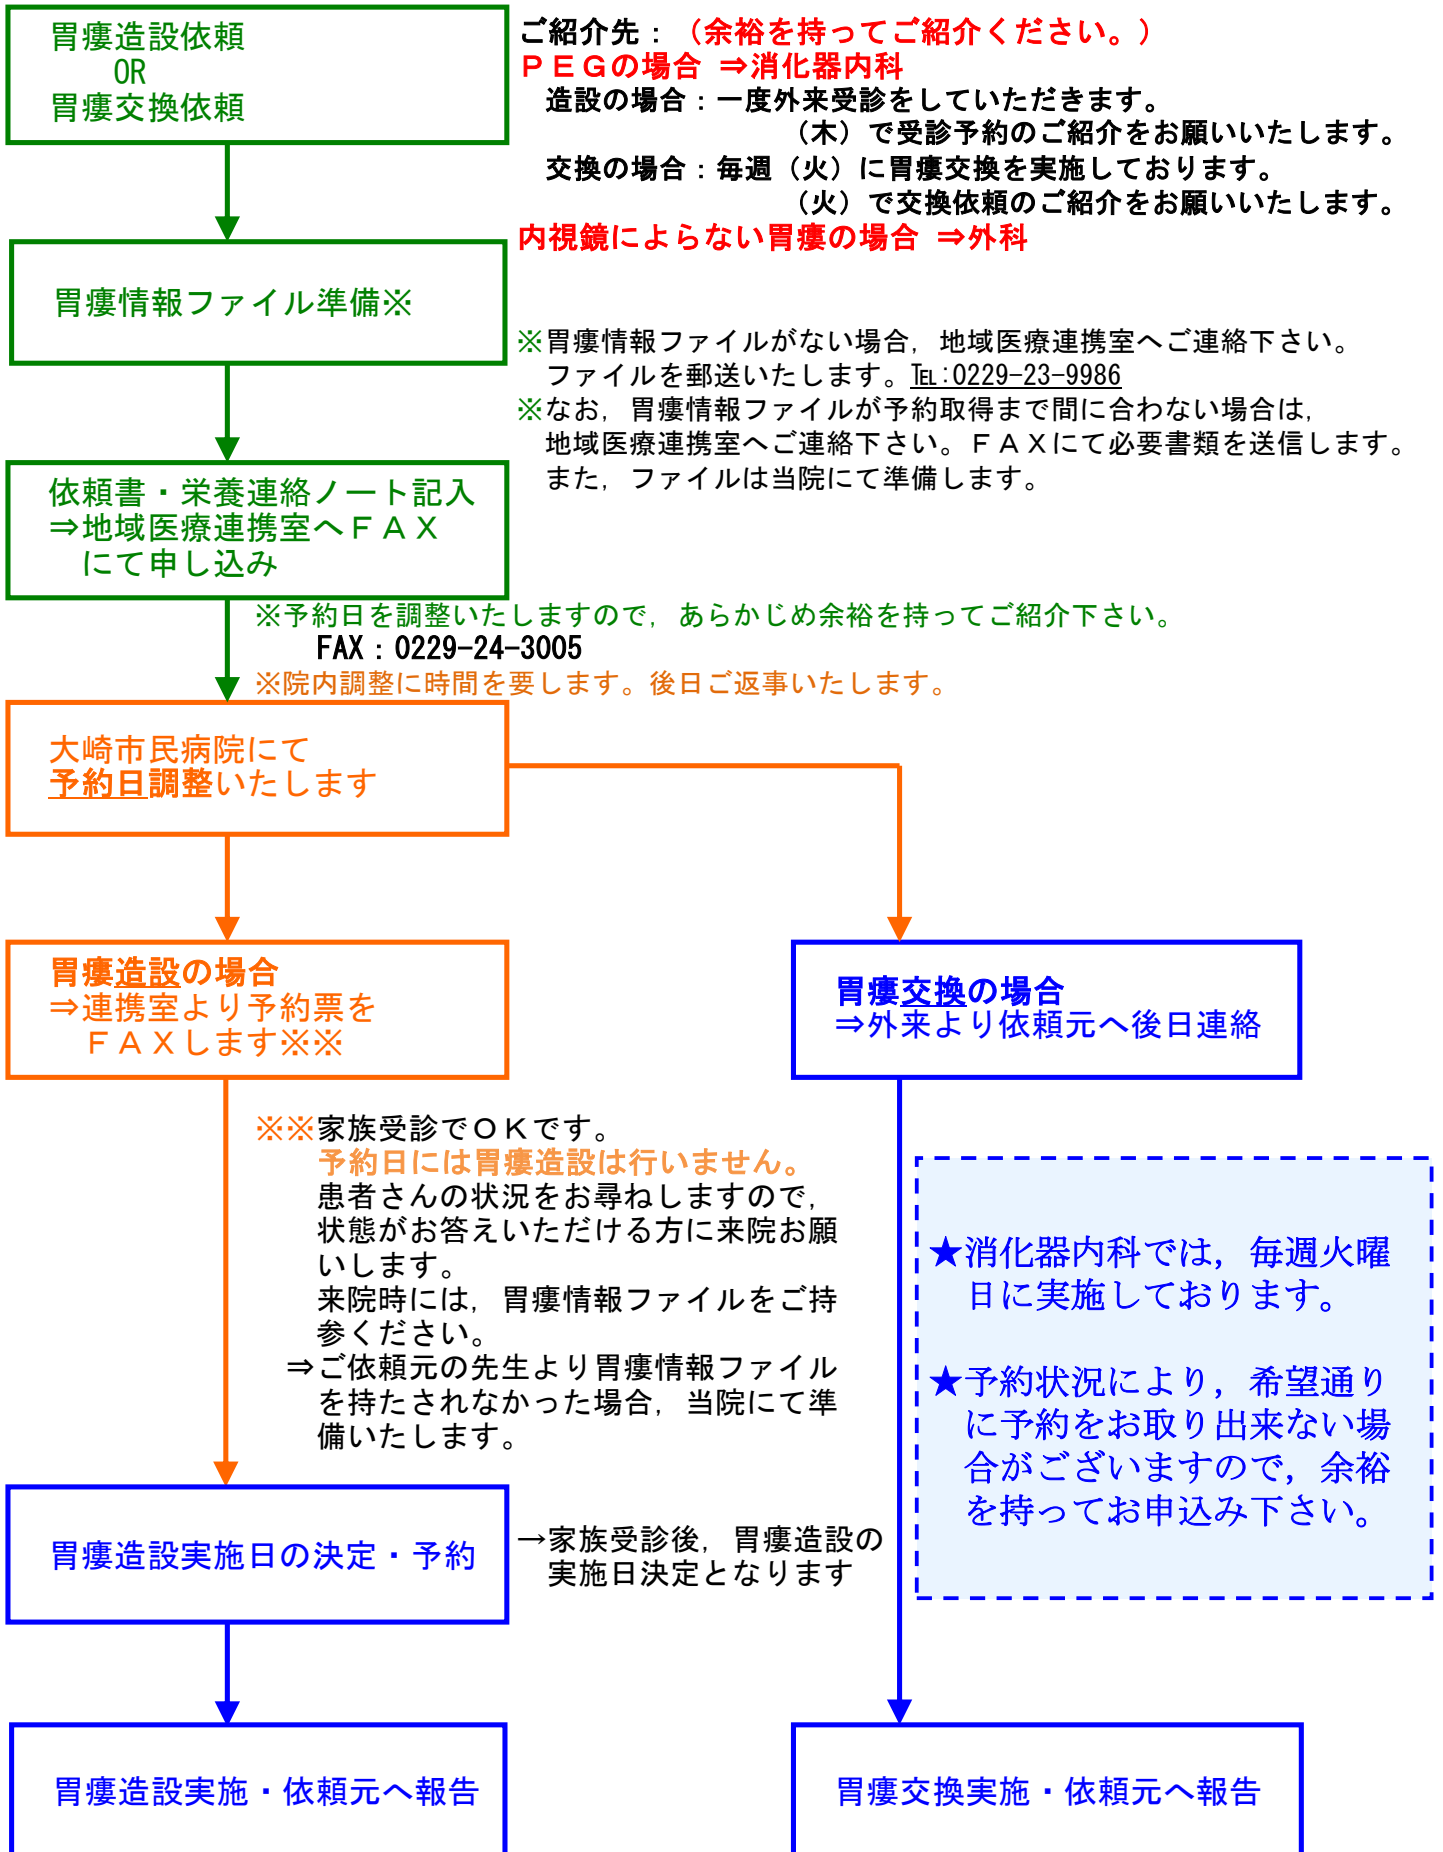 胃瘻造設依頼
OR
胃瘻交換依頼
ご紹介先：（余裕を持ってご紹介ください。）
ＰＥＧの場合 ⇒消化器内科
造設の場合：一度外来受診をしていただきます。
（木）で受診予約のご紹介をお願いいたします。
交換の場合：毎週（火）に胃瘻交換を実施しております。
（火）で交換依頼のご紹介をお願いいたします。
内視鏡によらない胃瘻の場合 ⇒外科
胃瘻情報ファイル準備※
※胃瘻情報ファイルがない場合，地域医療連携室へご連絡下さい。
ファイルを郵送いたします。℡:0229-23-9986
※なお，胃瘻情報ファイルが予約取得まで間に合わない場合は，
地域医療連携室へご連絡下さい。ＦＡＸにて必要書類を送信します。
また，ファイルは当院にて準備します。
依頼書・栄養連絡ノート記入
⇒地域医療連携室へＦＡＸ
にて申し込み
※予約日を調整いたしますので，あらかじめ余裕を持ってご紹介下さい。
FAX：0229-24-3005
※院内調整に時間を要します。後日ご返事いたします。
大崎市民病院にて
予約日調整いたします
胃瘻造設の場合
⇒連携室より予約票を
ＦＡＸします※※
胃瘻交換の場合
⇒外来より依頼元へ後日連絡
※※家族受診でＯＫです。
予約日には胃瘻造設は行いません。
患者さんの状況をお尋ねしますので，
状態がお答えいただける方に来院お願
いします。
来院時には，胃瘻情報ファイルをご持
参ください。
⇒ご依頼元の先生より胃瘻情報ファイル
を持たされなかった場合，当院にて準
備いたします。
★消化器内科では，毎週火曜
日に実施しております。
★予約状況により，希望通り
に予約をお取り出来ない場
合がございますので，余裕
を持ってお申込み下さい。
胃瘻造設実施日の決定・予約
→家族受診後，胃瘻造設の
実施日決定となります
胃瘻造設実施・依頼元へ報告
胃瘻交換実施・依頼元へ報告